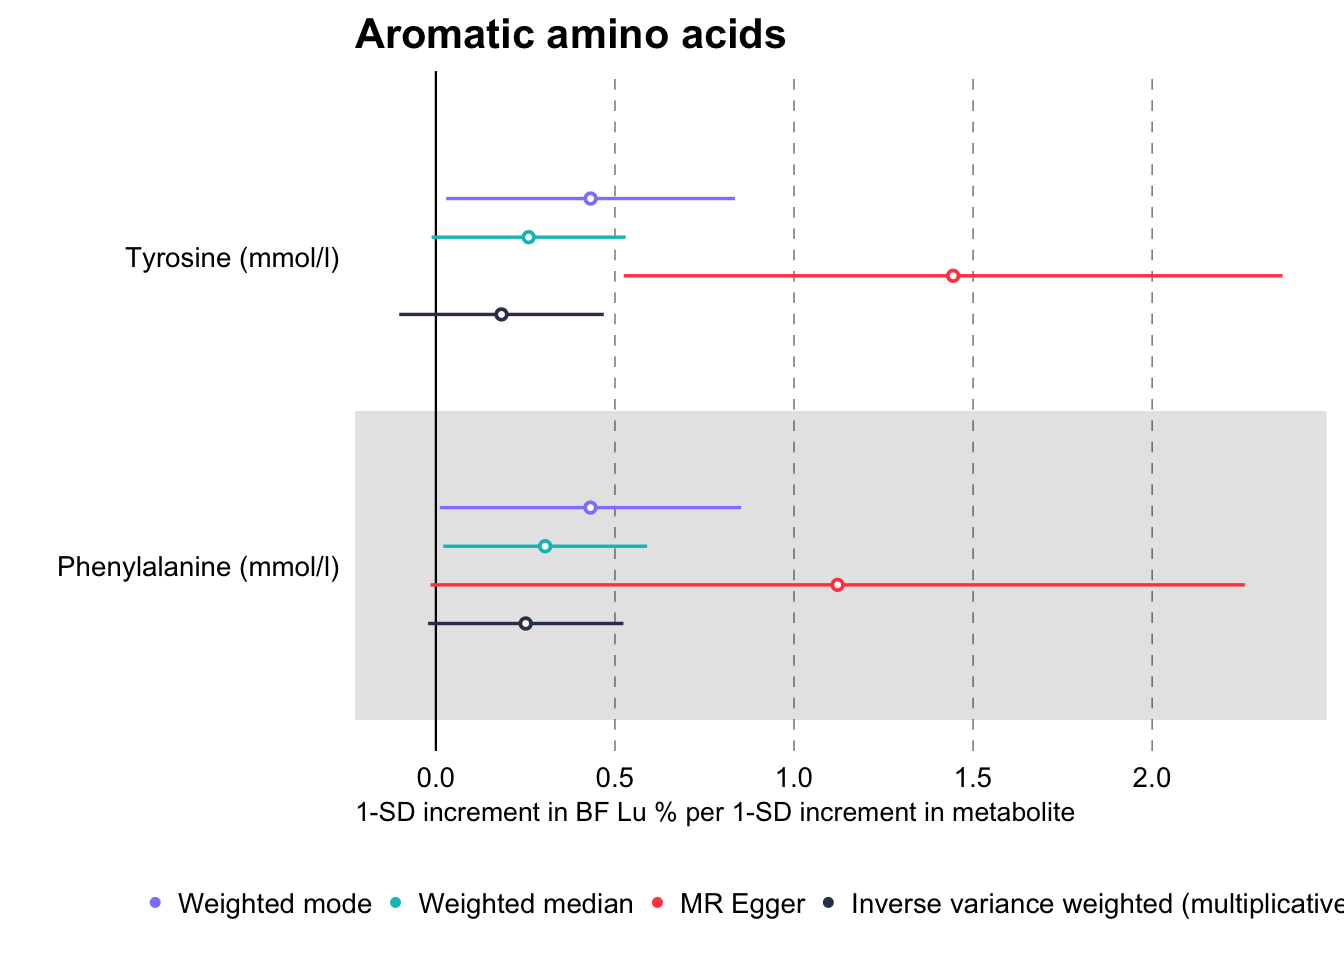 Aromatic amino acids
Tyrosine (mmol/l)
Phenylalanine (mmol/l)
0.0 0.5 1.0 1.5 2.0
1-SD increment in BF Lu % per 1-SD increment in metabolite
Weighted mode Weighted median MR Egger Inverse variance weighted (multiplicative